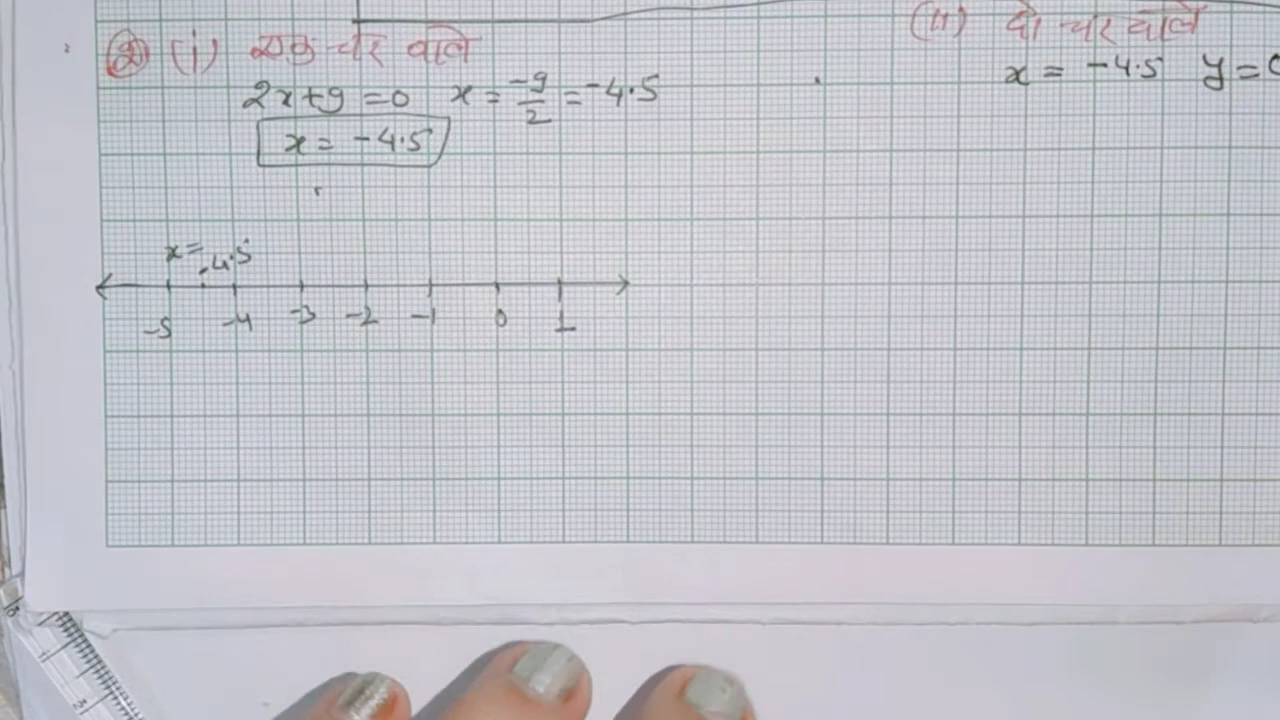 ② (i) एक चर वाले
2x+9=0 x = -9/2 = -4.5
x = -4.5
x = -4.5
-5 -4 -3 -2 -1 0 1
(ii) दो चर वाले
x = -4.5 y = 0